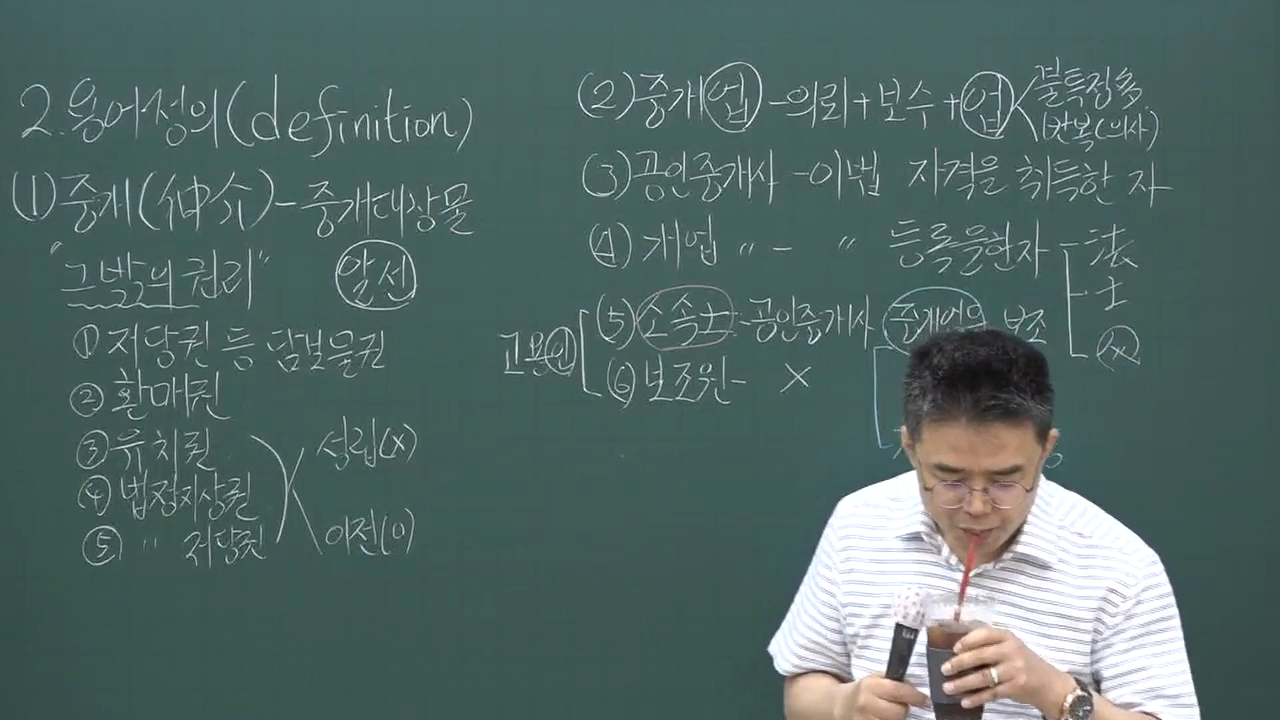 2. 용어정의(definition)
(1) 중개(仲介)-중개대상물
"그밖의 권리" 알선
① 저당권 등 담보물권
② 환매권
③ 유치권
④ 법정지상권
⑤ 〃 저당권
성립(x)
이전(o)
(2) 중개업 - 의뢰+보수+업
불특정多
반복(의사)
(3) 공인중개사 - 이법 자격을 취득한 자
(4) 개업 〃 - 〃 등록을한자
法
士
(x)
고용인
(5) 소속士 - 공인중개사 중개업무 보조
(6) 보조원 - X